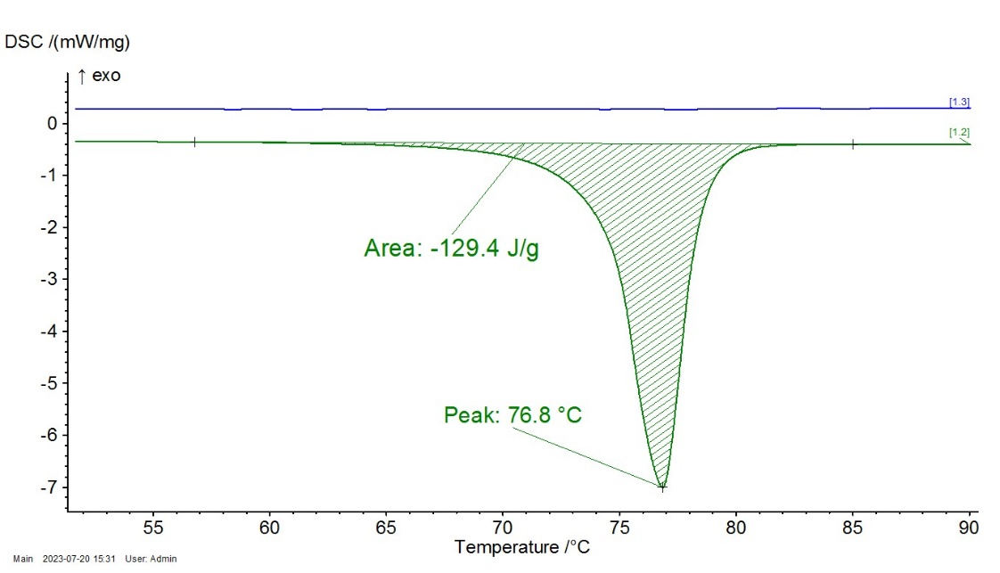 DSC /(mW/mg)
↑ exo
[1.3]
0
[1.2]
-1
-2
Area: -129.4 J/g
-3
-4
-5
Peak: 76.8 °C
-6
-7
55 60 65 70 75 80 85 90
Temperature /°C
Main 2023-07-20 15:31 User: Admin